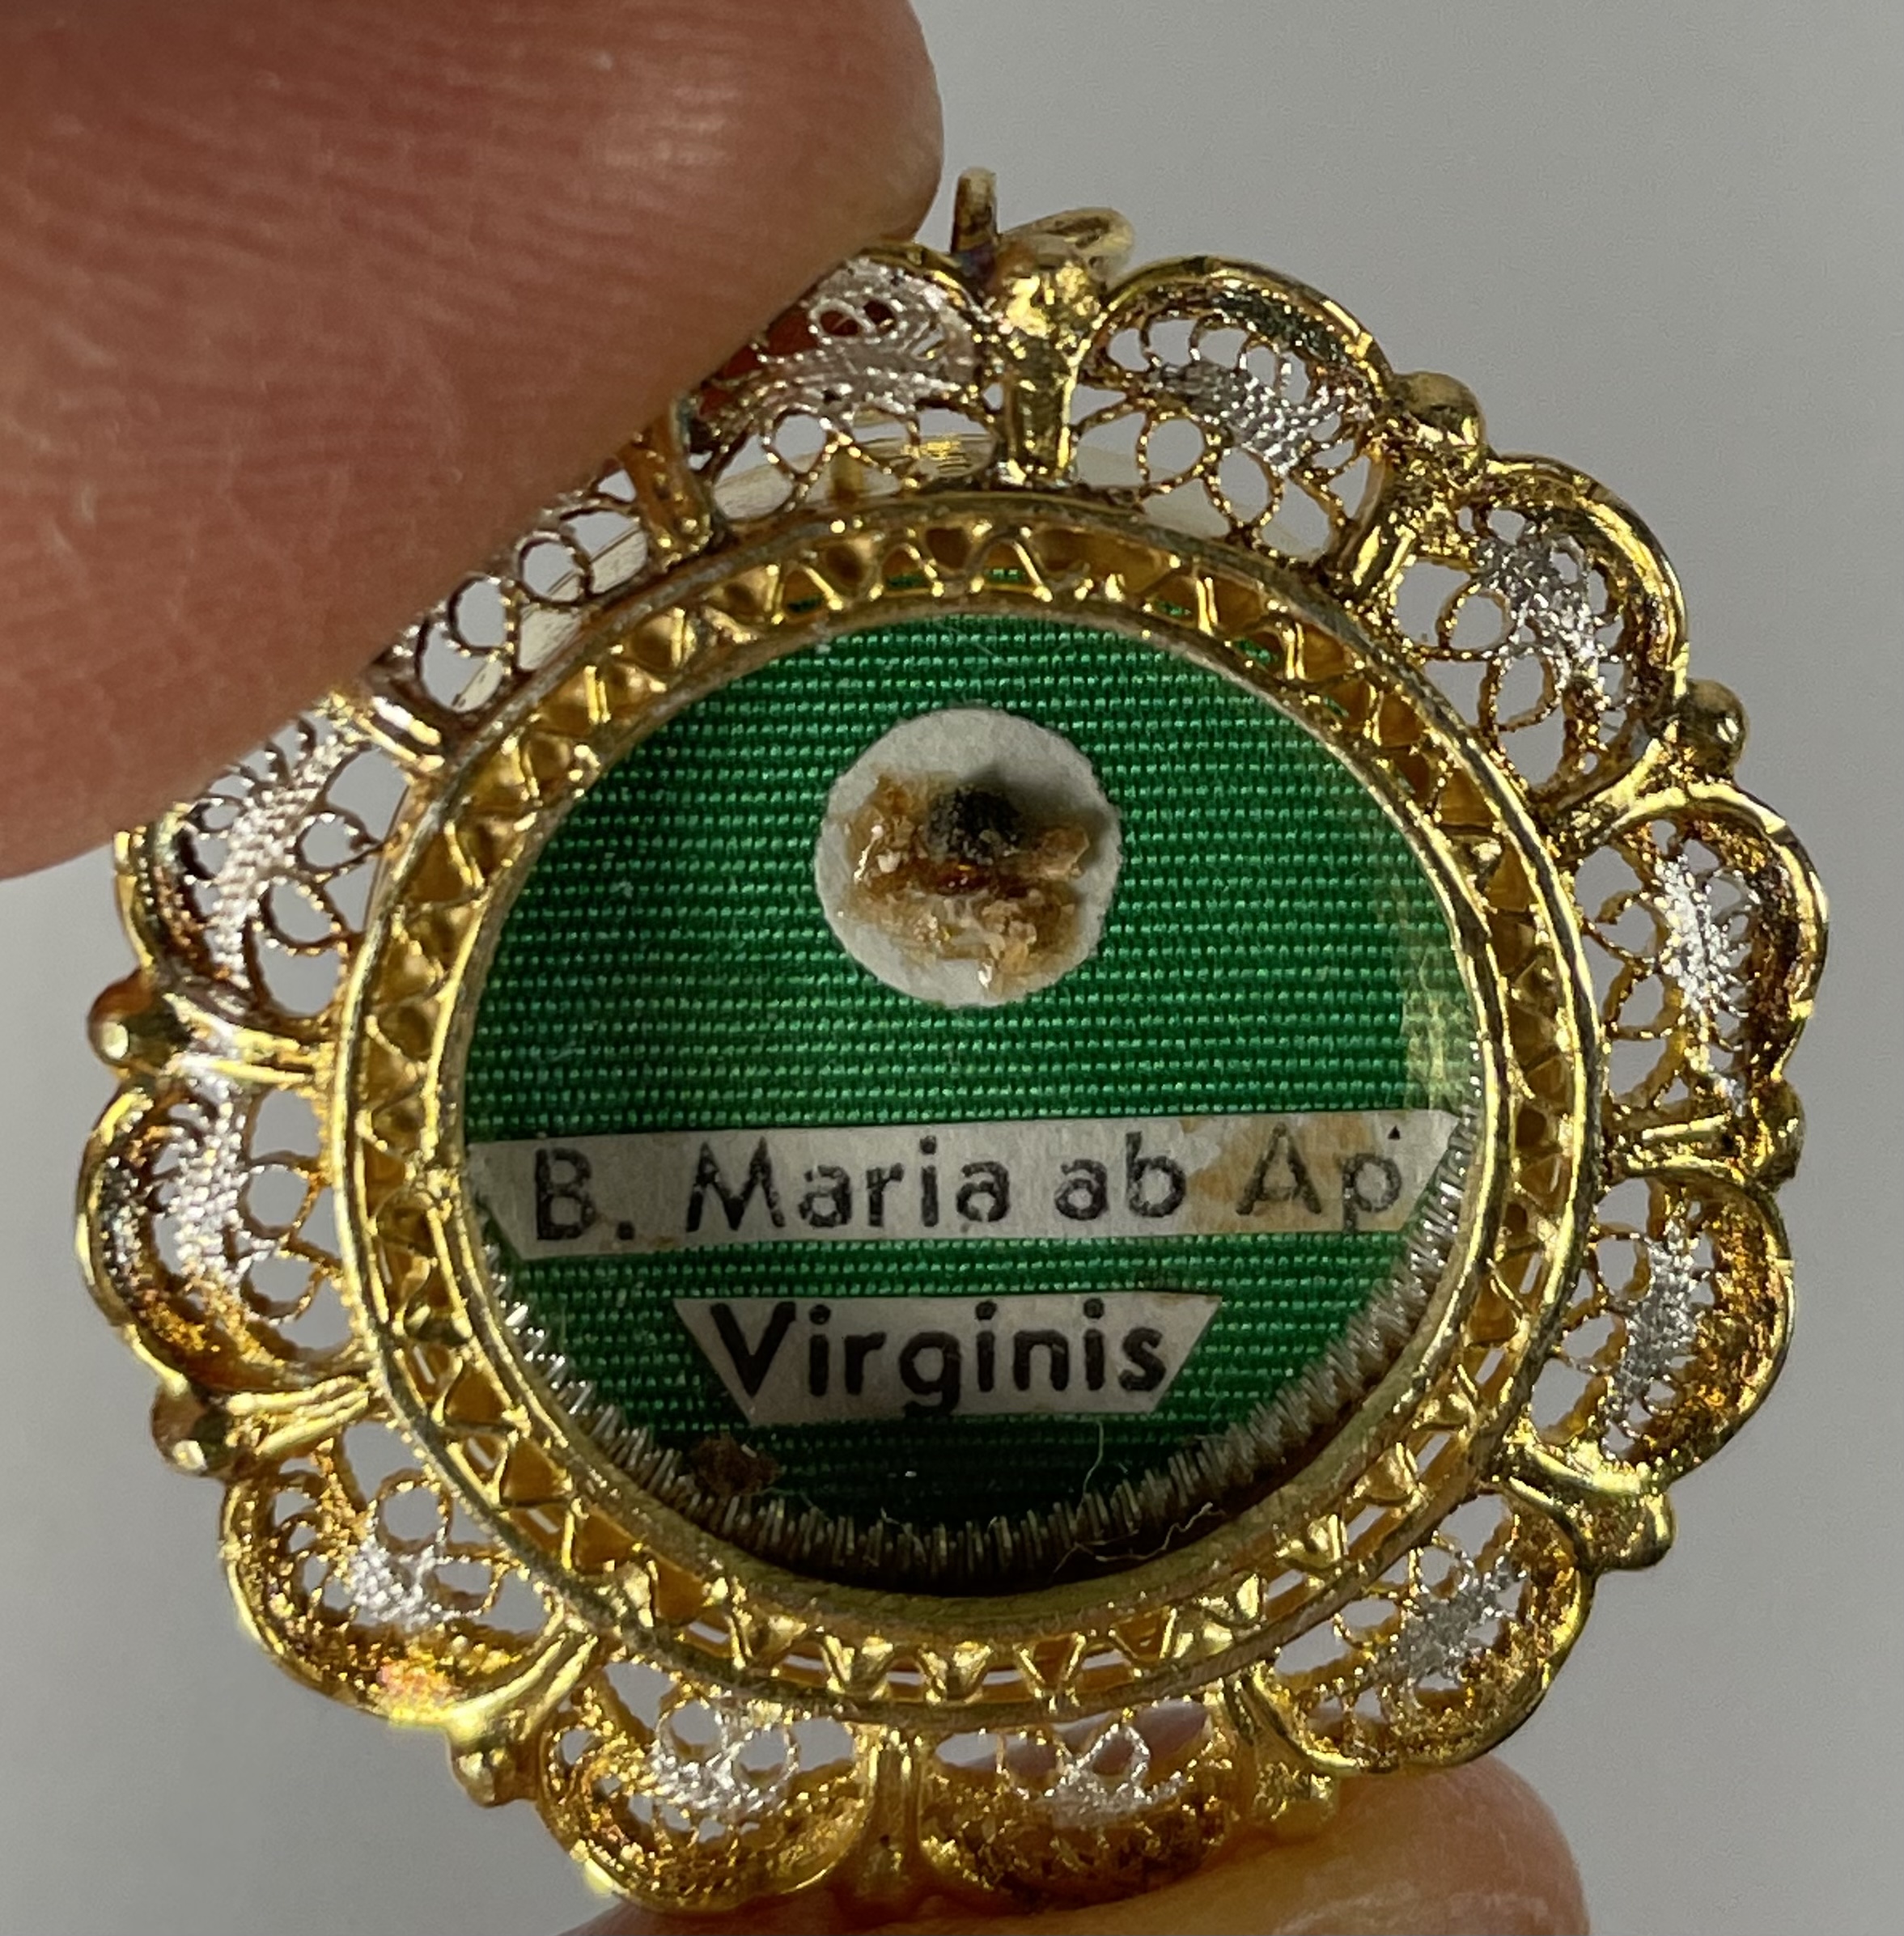 B. Maria ab Ap.
Virginis